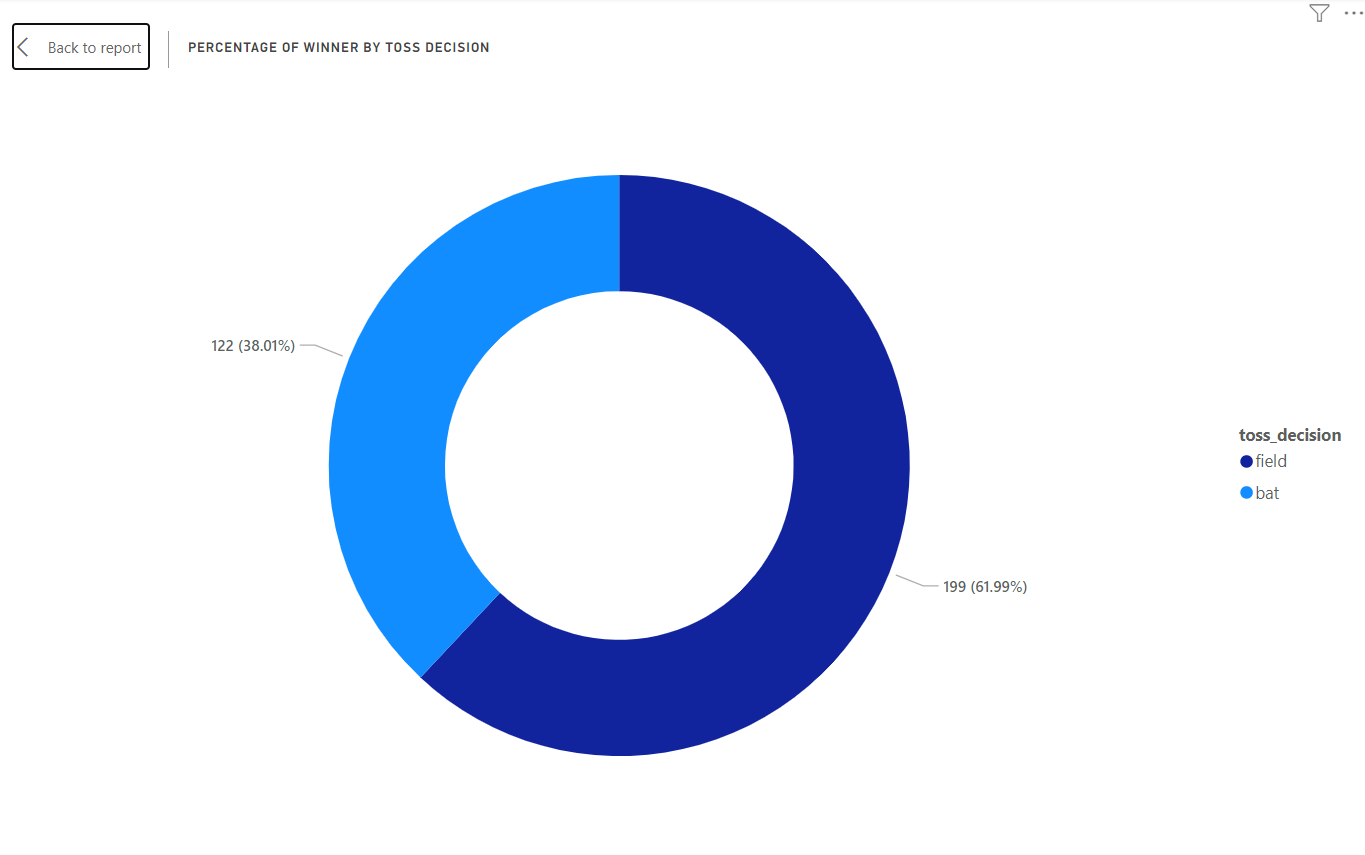 Back to report
PERCENTAGE OF WINNER BY TOSS DECISION
122 (38.01%)
199 (61.99%)
toss_decision
field
bat